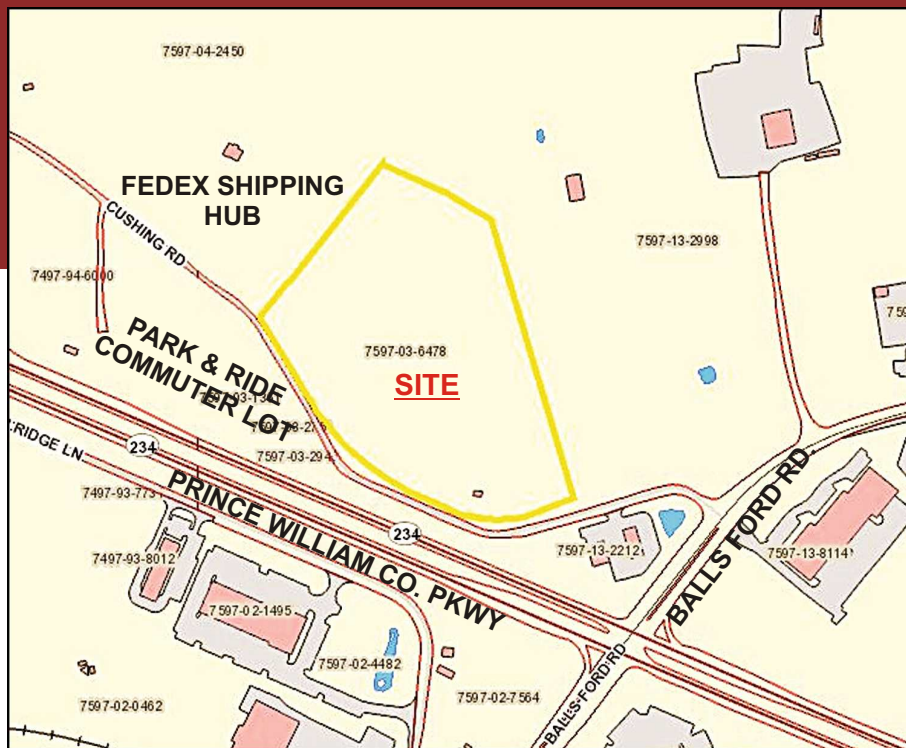 7597-04-2450
FEDEX SHIPPING
HUB
CUSHING RD
7597-13-2998
7497-94-6000
PARK & RIDE
COMMUTER LOT
7597-03-6478
SITE
7597-03-294
RIDGE LN
234
7497-93-773
PRINCE WILLIAM CO. PKWY
234
BALLS FORD RD.
7497-93-8012
7597-13-2212
7597-13-8114
7597-02-1495
7597-02-4482
BALLS FORD RD
7597-02-7564
7597-02-0462